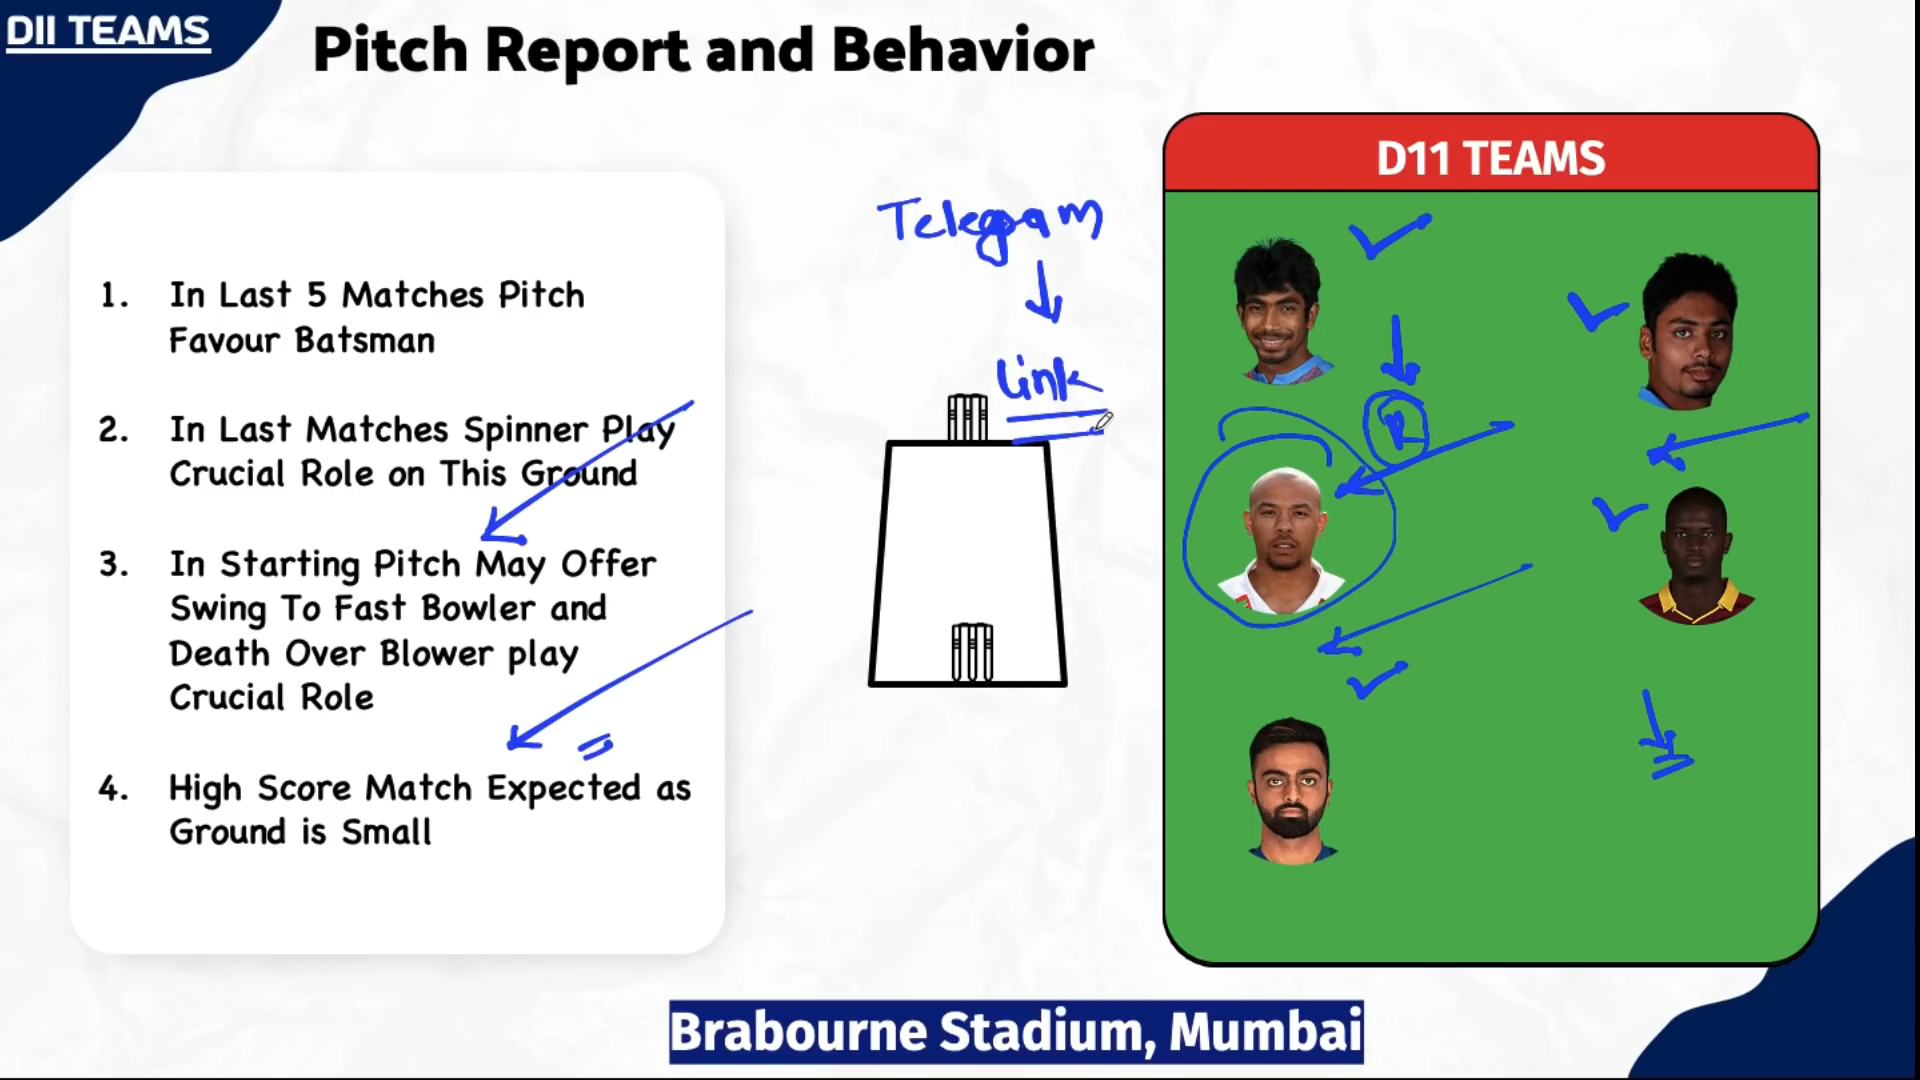 DII TEAMS
Pitch Report and Behavior
1. In Last 5 Matches Pitch
Favour Batsman
2. In Last Matches Spinner Play
Crucial Role on This Ground
3. In Starting Pitch May Offer
Swing To Fast Bowler and
Death Over Blower play
Crucial Role
4. High Score Match Expected as
Ground is Small
Telegram
Link
D11 TEAMS
R
Brabourne Stadium, Mumbai